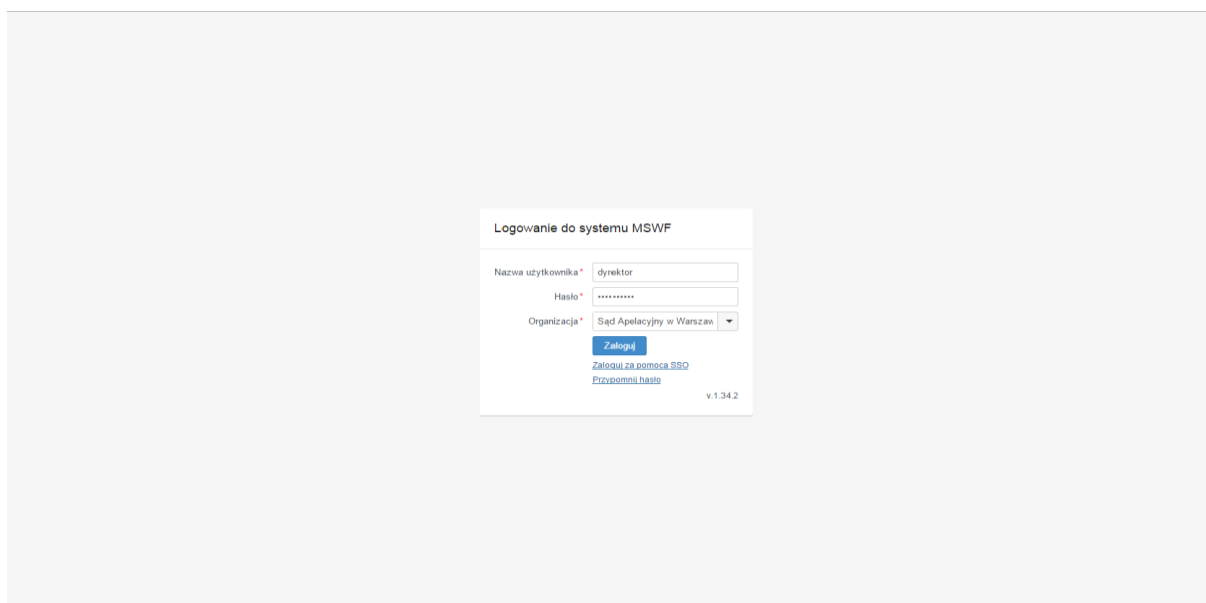 Logowanie do systemu MSWF
Nazwa użytkownika* dyrektor
Hasło* ••••••••••
Organizacja* Sąd Apelacyjny w Warszaw
Zaloguj
Zaloguj za pomoca SSO
Przypomnij hasło
v.1.34.2